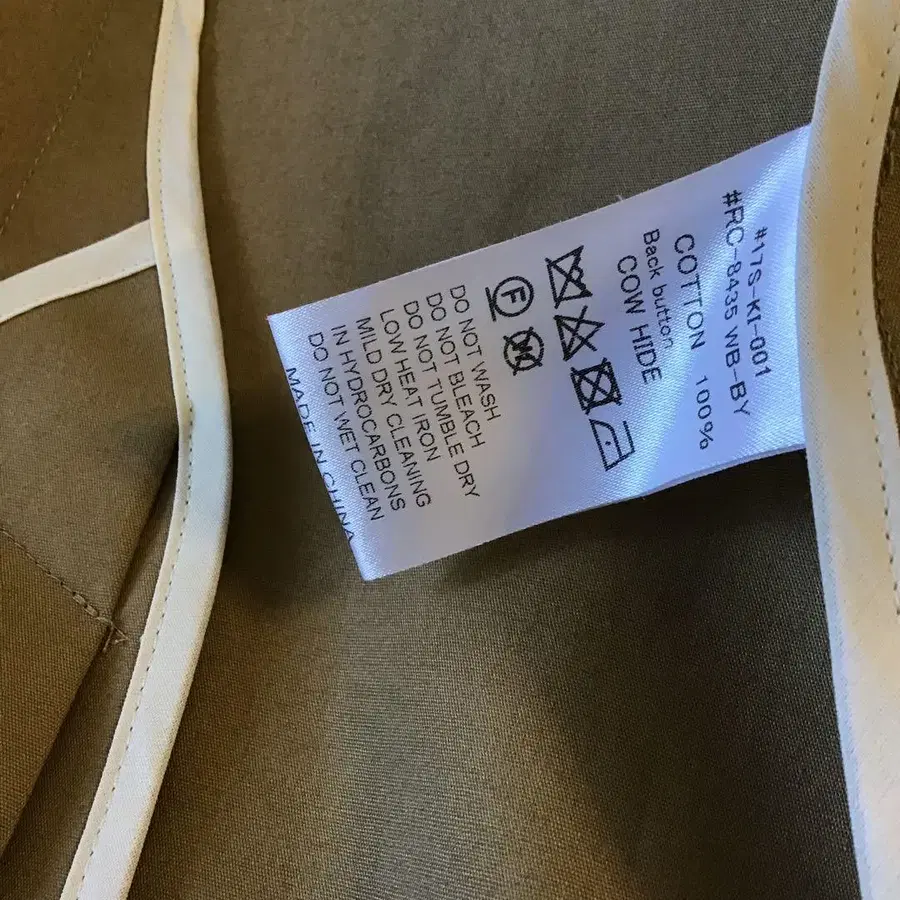 #17S-KI-001
#RC-8435 WB-BY
COTTON 100%
Back button
COW HIDE
F
W
DO NOT WASH
DO NOT BLEACH
DO NOT TUMBLE DRY
LOW HEAT IRON
MILD DRY CLEANING
IN HYDROCARBONS
DO NOT WET CLEAN
MADE IN CHINA